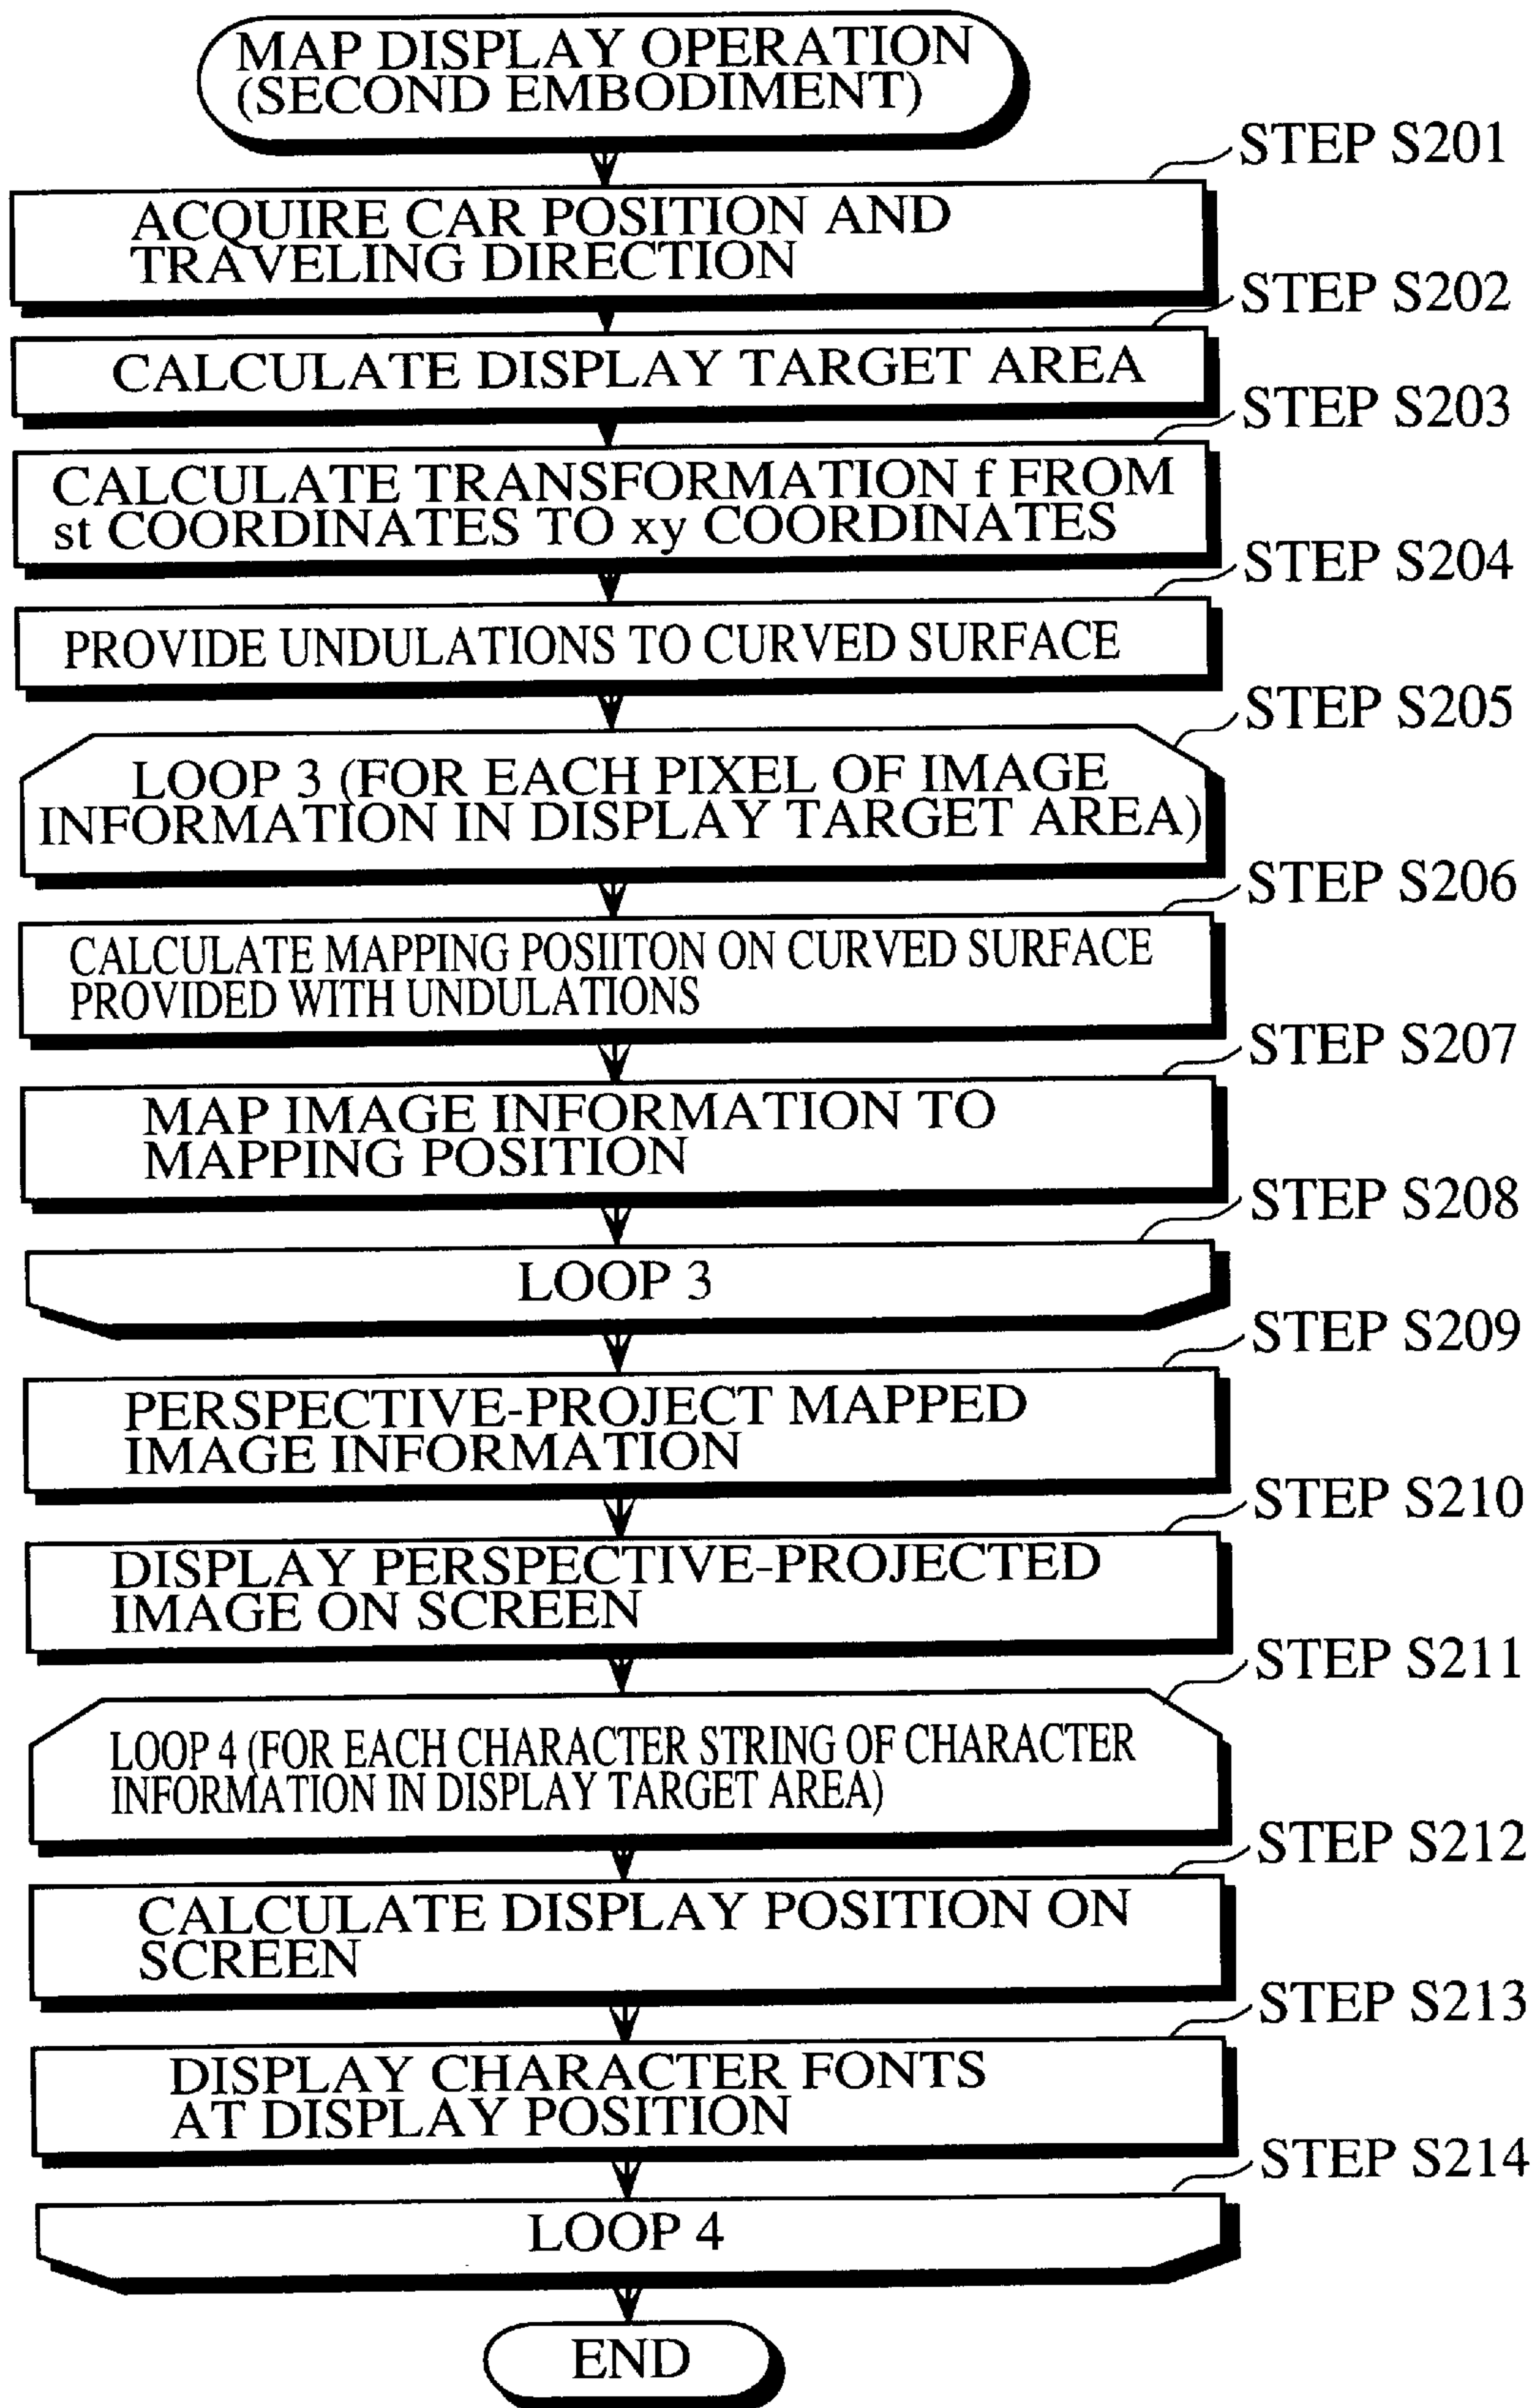 MAP DISPLAY OPERATION
(SECOND EMBODIMENT)
STEP S201
ACQUIRE CAR POSITION AND
TRAVELING DIRECTION
STEP S202
CALCULATE DISPLAY TARGET AREA
STEP S203
CALCULATE TRANSFORMATION f FROM
st COORDINATES TO xy COORDINATES
STEP S204
PROVIDE UNDULATIONS TO CURVED SURFACE
STEP S205
LOOP 3 (FOR EACH PIXEL OF IMAGE
INFORMATION IN DISPLAY TARGET AREA)
STEP S206
CALCULATE MAPPING POSIITON ON CURVED SURFACE
PROVIDED WITH UNDULATIONS
STEP S207
MAP IMAGE INFORMATION TO
MAPPING POSITION
STEP S208
LOOP 3
STEP S209
PERSPECTIVE-PROJECT MAPPED
IMAGE INFORMATION
STEP S210
DISPLAY PERSPECTIVE-PROJECTED
IMAGE ON SCREEN
STEP S211
LOOP 4 (FOR EACH CHARACTER STRING OF CHARACTER
INFORMATION IN DISPLAY TARGET AREA)
STEP S212
CALCULATE DISPLAY POSITION ON
SCREEN
STEP S213
DISPLAY CHARACTER FONTS
AT DISPLAY POSITION
STEP S214
LOOP 4
END